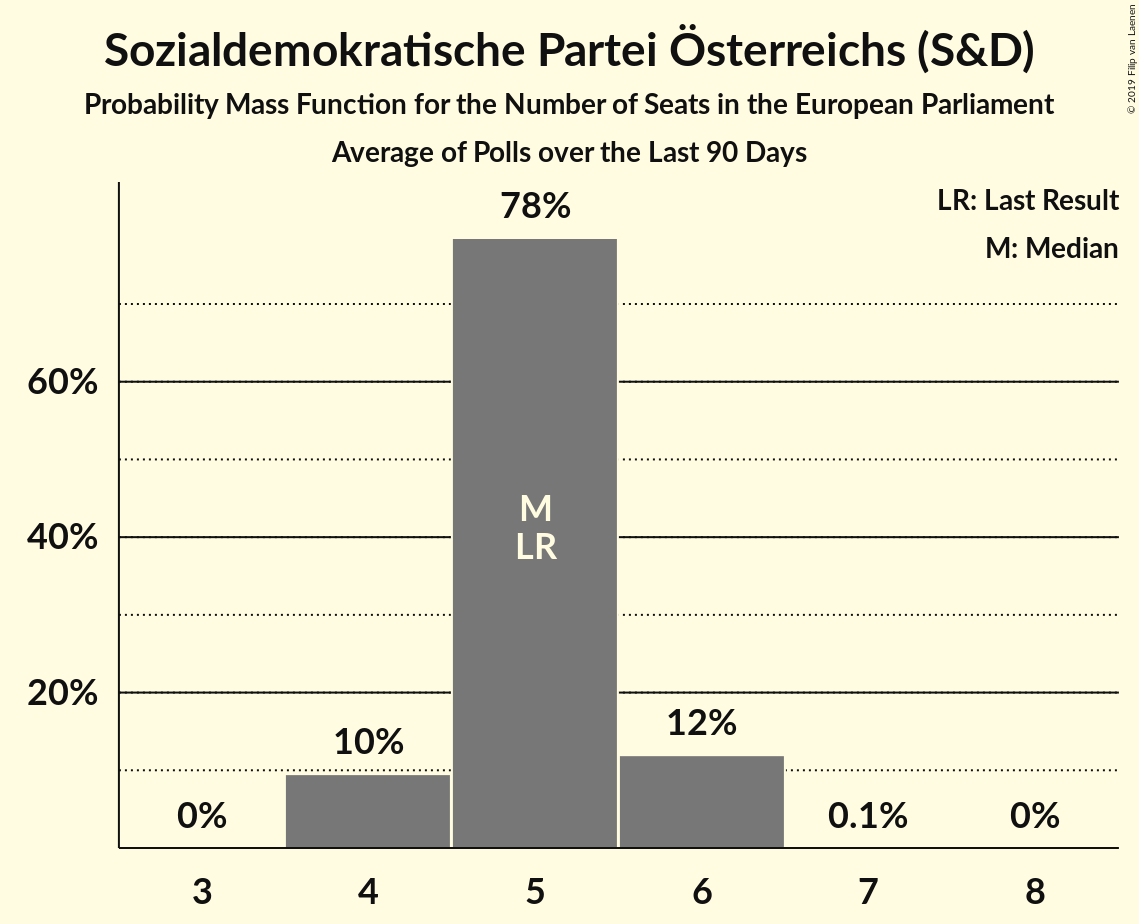 Sozialdemokratische Partei Österreichs (S&D)
Probability Mass Function for the Number of Seats in the European Parliament
Average of Polls over the Last 90 Days
© 2019 Filip van Laenen
LR: Last Result
M: Median
78%
60%
40%
20%
M
LR
0%
10%
12%
0.1%
0%
3
4
5
6
7
8